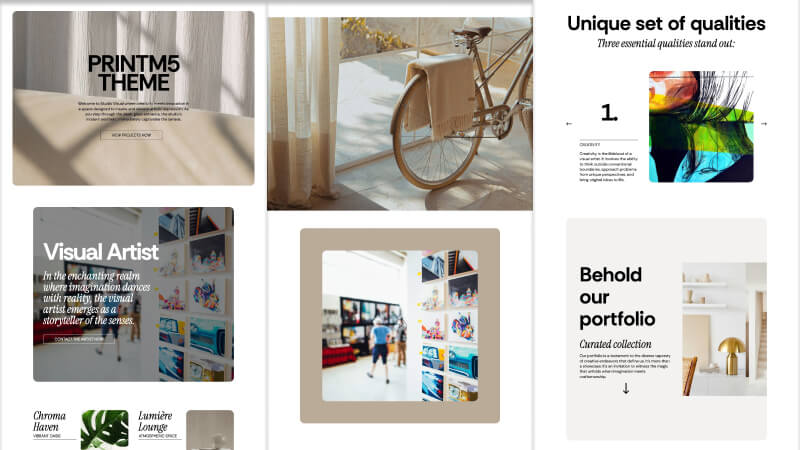 PRINTM5
THEME
Welcome to Studio Visual where creativity meets innovation in
VIEW PROJECTS NOW
Visual Artist
In the enchanting realm
where imagination dances
with reality, the visual
artist emerges as a
storyteller of the senses.
CONTACT THE ARTIST NOW
Chroma
Haven
VIBRANT OASIS
Lumière
Lounge
ATMOSPHERIC SPACE
Unique set of qualities
Three essential qualities stand out:
←
1.
→
CREATIVITY
Creativity is the lifeblood of a
visual artist. It involves the ability
to think outside conventional
boundaries, approach problems
from unique perspectives, and
bring original ideas to life.
Behold
our
portfolio
Curated collection
Our portfolio is a testament to the diverse tapestry
of creative endeavors that define us. It's more than
a showcase; it's an invitation to witness the magic
that unfolds when imagination meets
craftsmanship.
↓